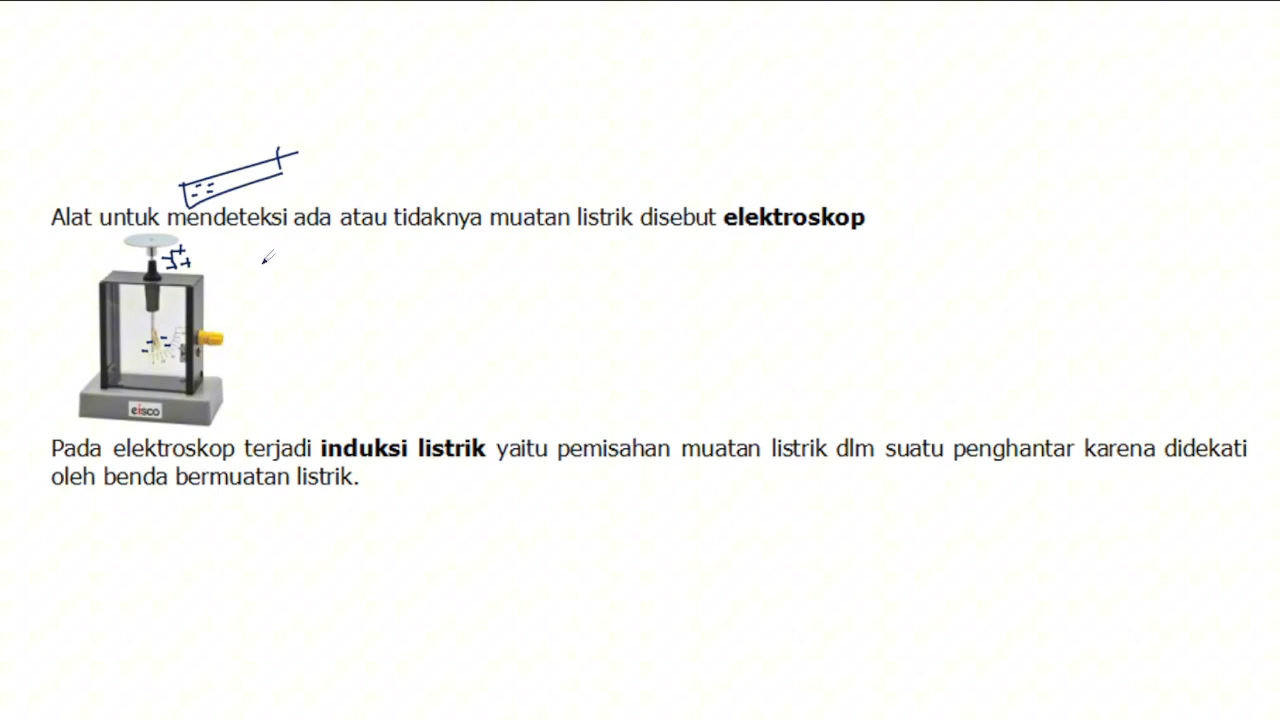 Alat untuk mendeteksi ada atau tidaknya muatan listrik disebut elektroskop
eisco
Pada elektroskop terjadi induksi listrik yaitu pemisahan muatan listrik dlm suatu penghantar karena didekati
oleh benda bermuatan listrik.